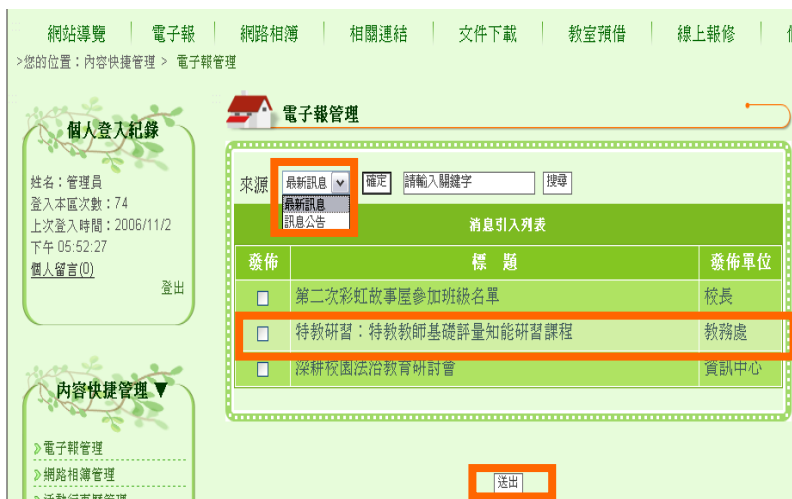 網站導覽 電子報 網路相簿 相關連結 文件下載 教室預借 線上報修
>您的位置：內容快捷管理 > 電子報管理
個人登入紀錄
姓名：管理員
登入本區次數：74
上次登入時間：2006/11/2
下午 05:52:27
個人留言(0)
登出
內容快捷管理 ▼
電子報管理
網路相簿管理
活動行事曆管理
電子報管理
來源 最新訊息 確定 請輸入關鍵字 搜尋
最新訊息
訊息公告
消息引入列表
發佈 標 題 發佈單位
第二次彩虹故事屋參加班級名單 校長
特教研習：特教教師基礎評量知能研習課程 教務處
深耕校園法治教育研討會 資訊中心
送出